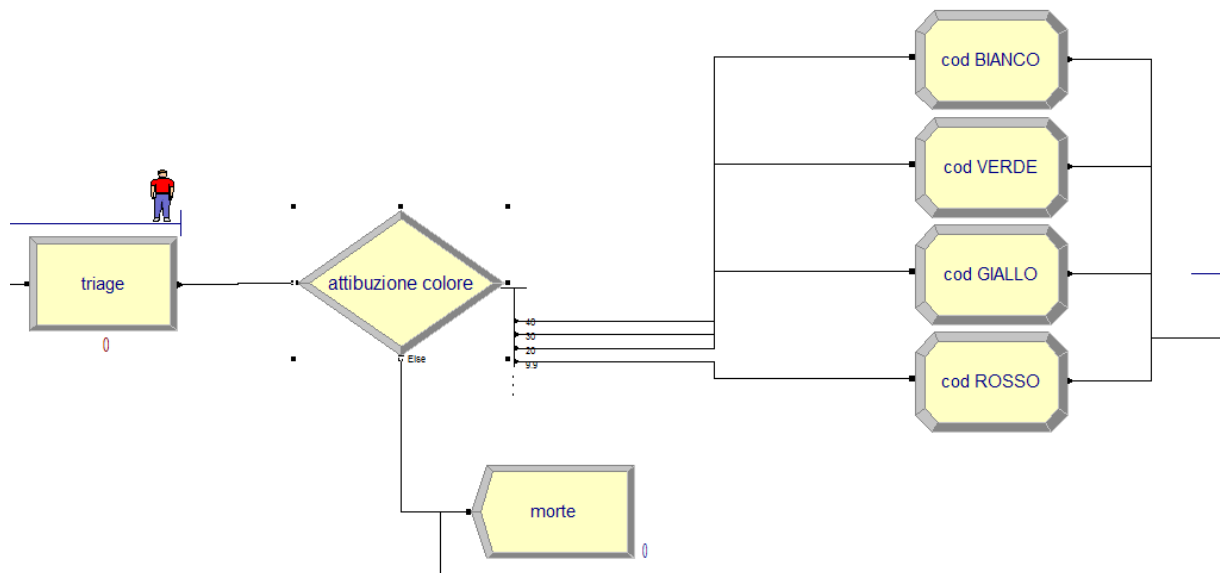 cod BIANCO
cod VERDE
triage
attibuzione colore
cod GIALLO
0
40
30
20
9.9
Else
cod ROSSO
morte
0